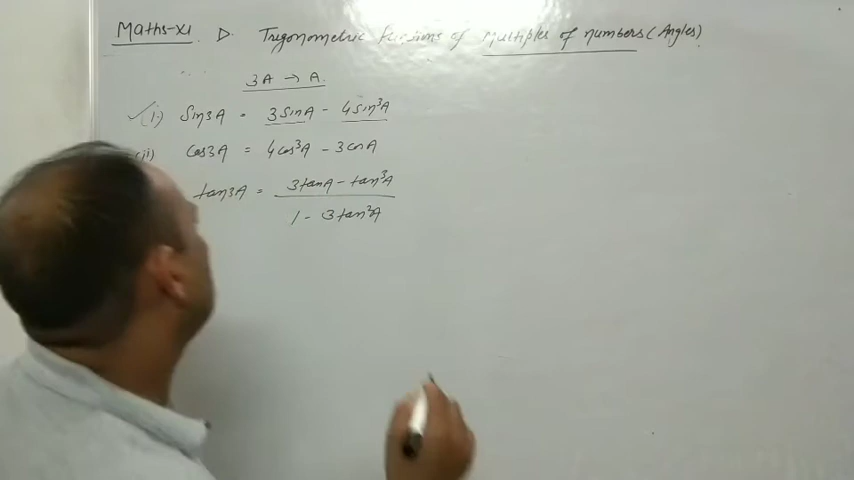 Maths-XI D Trigonometric functions of Multiples of numbers (Angles)
3A → A
(i) Sin3A = 3sinA - 4sin³A
(ii) Cos3A = 4cos³A - 3cosA
tan3A = 3tanA - tan³A
1 - 3tan²A